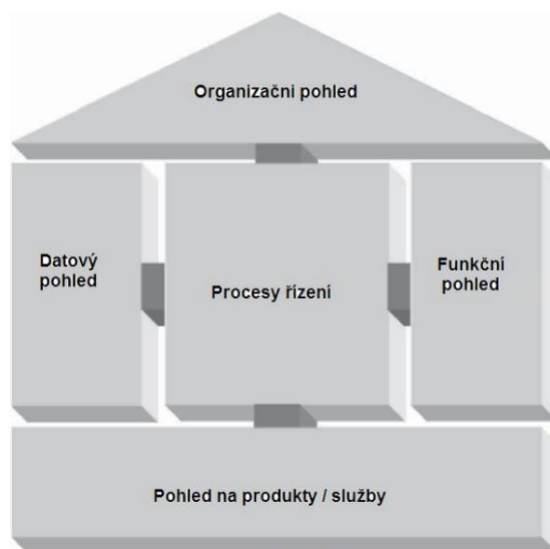 Organizační pohled
Datový
pohled
Procesy řízení
Funkční
pohled
Pohled na produkty / služby